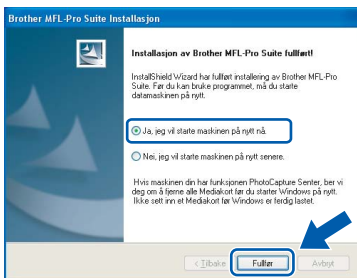 Brother MFL-Pro Suite Installasjon
Installasjon av Brother MFL-Pro Suite fullført!
InstallShield Wizard har fullført installering av Brother MFL-Pro
Suite. Før du kan bruke programmet, må du starte
datamaskinen på nytt.
Ja, jeg vil starte maskinen på nytt nå.
Nei, jeg vil starte maskinen på nytt senere.
Hvis maskinen din har funksjonen PhotoCapture Senter, ber vi
deg om å fjerne alle Mediakort før du starter Windows på nytt.
Ikke sett inn et Mediakort før Windows er ferdig lastet.
< Tilbake
Fullfør
Avbryt